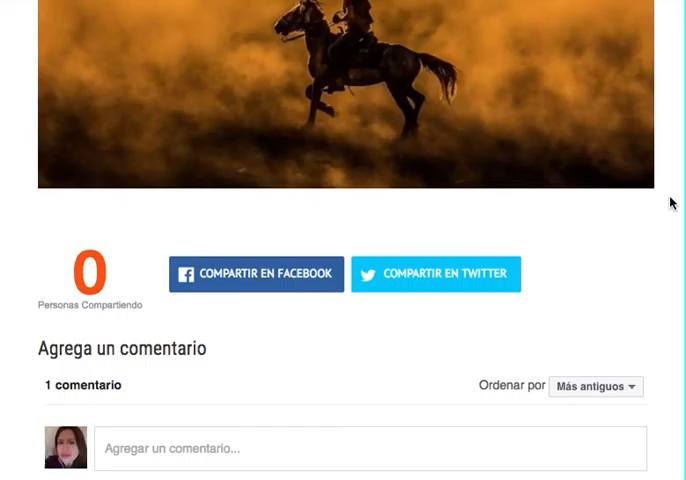 0
Personas Compartiendo
COMPARTIR EN FACEBOOK
COMPARTIR EN TWITTER
Agrega un comentario
1 comentario
Ordenar por Más antiguos
Agregar un comentario...